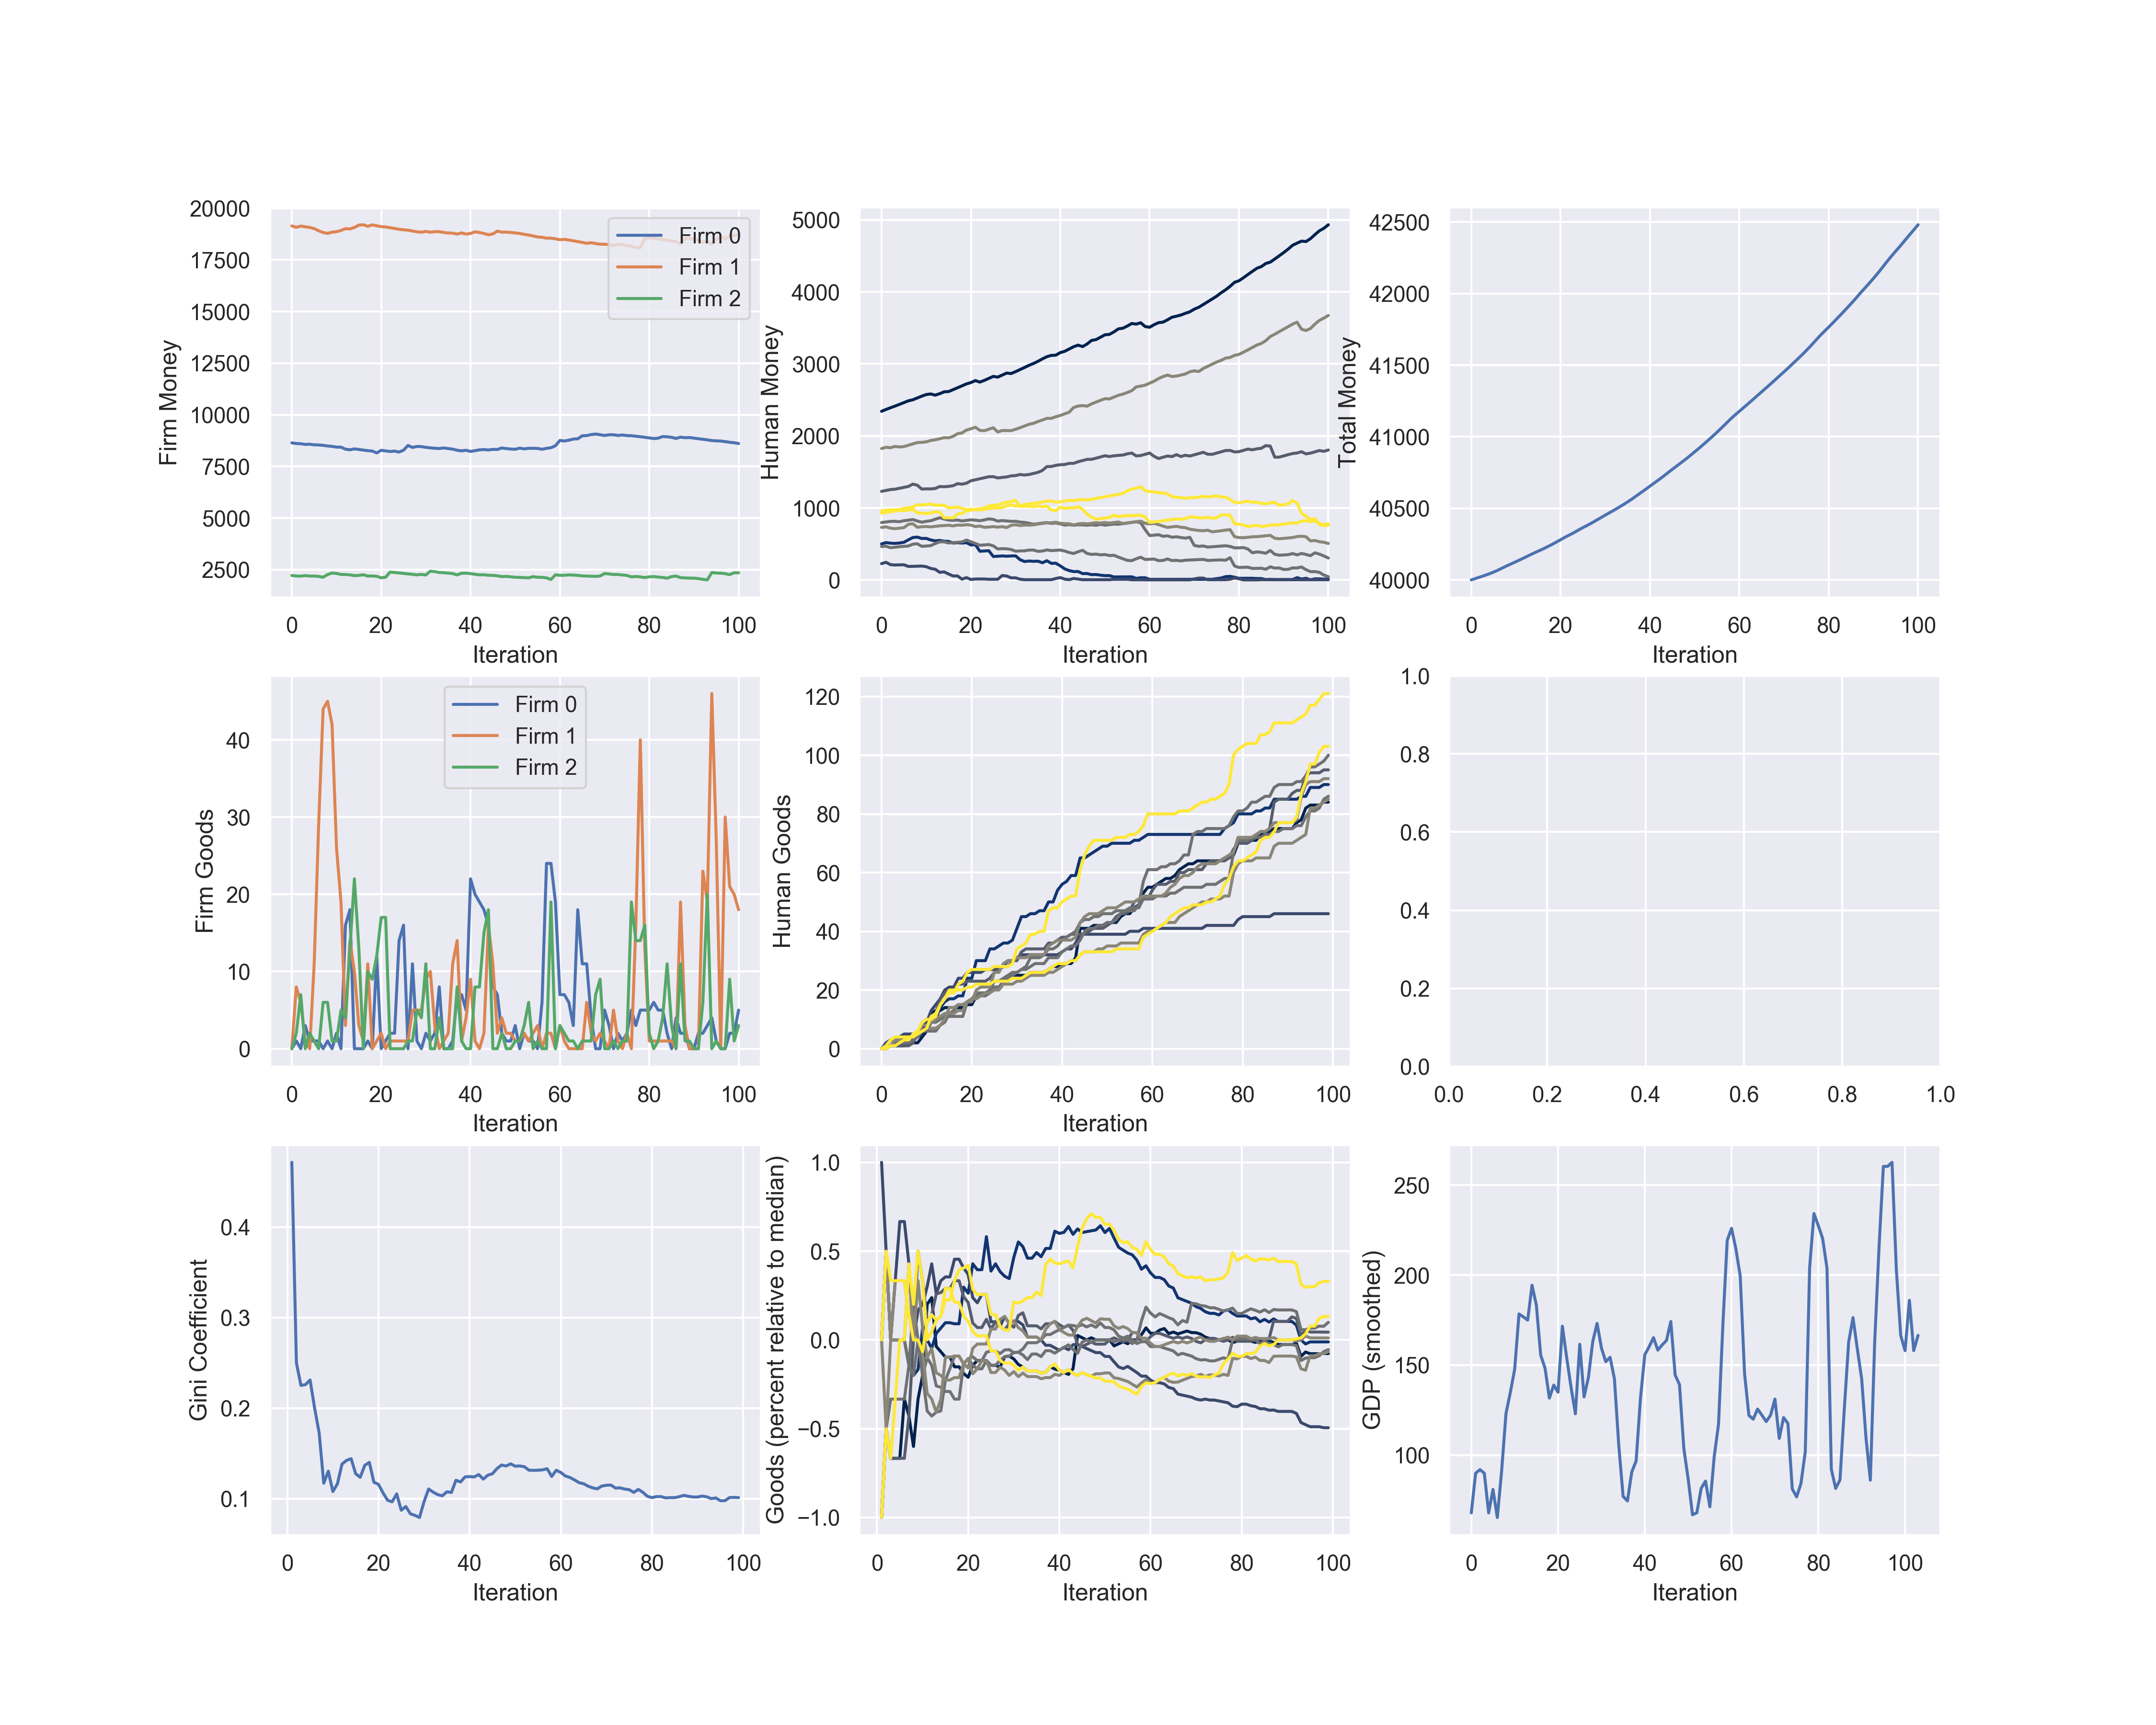 20000
17500
15000
12500
10000
7500
5000
2500
0 20 40 60 80 100
Iteration
Firm Money
Firm 0
Firm 1
Firm 2
5000
4000
3000
2000
1000
0
0 20 40 60 80 100
Iteration
Human Money
42500
42000
41500
41000
40500
40000
0 20 40 60 80 100
Iteration
Total Money
40
30
20
10
0
0 20 40 60 80 100
Iteration
Firm Goods
Firm 0
Firm 1
Firm 2
120
100
80
60
40
20
0
0 20 40 60 80 100
Iteration
Human Goods
1.0
0.8
0.6
0.4
0.2
0.0
0.0 0.2 0.4 0.6 0.8 1.0
0.4
0.3
0.2
0.1
0 20 40 60 80 100
Iteration
Gini Coefficient
1.0
0.5
0.0
−0.5
−1.0
0 20 40 60 80 100
Iteration
Goods (percent relative to median)
250
200
150
100
0 20 40 60 80 100
Iteration
GDP (smoothed)